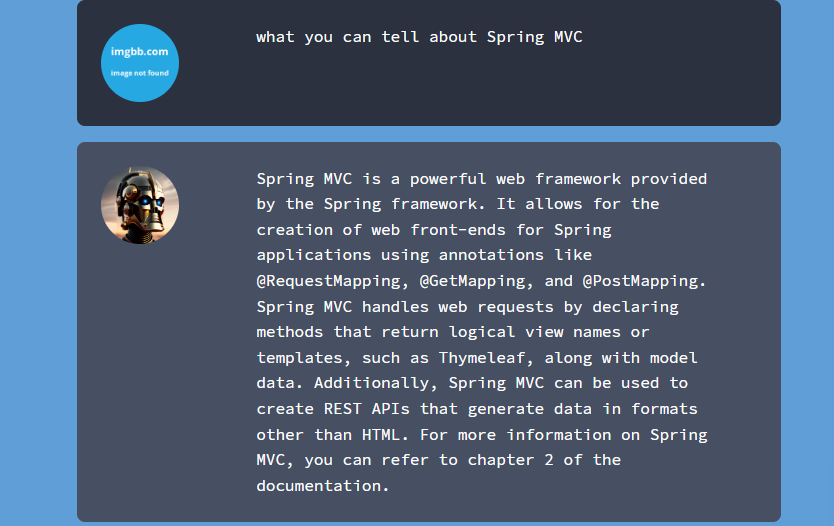 imgbb.com
image not found
what you can tell about Spring MVC
Spring MVC is a powerful web framework provided
by the Spring framework. It allows for the
creation of web front-ends for Spring
applications using annotations like
@RequestMapping, @GetMapping, and @PostMapping.
Spring MVC handles web requests by declaring
methods that return logical view names or
templates, such as Thymeleaf, along with model
data. Additionally, Spring MVC can be used to
create REST APIs that generate data in formats
other than HTML. For more information on Spring
MVC, you can refer to chapter 2 of the
documentation.